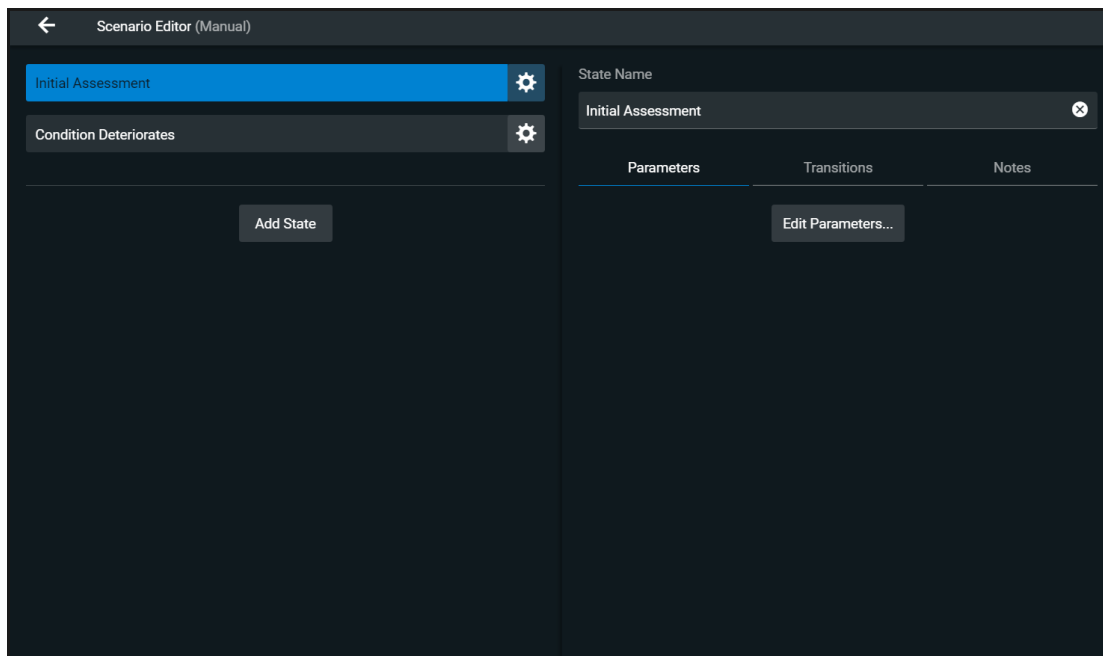 Scenario Editor (Manual)
Initial Assessment
Condition Deteriorates
Add State
State Name
Initial Assessment
Parameters Transitions Notes
Edit Parameters...